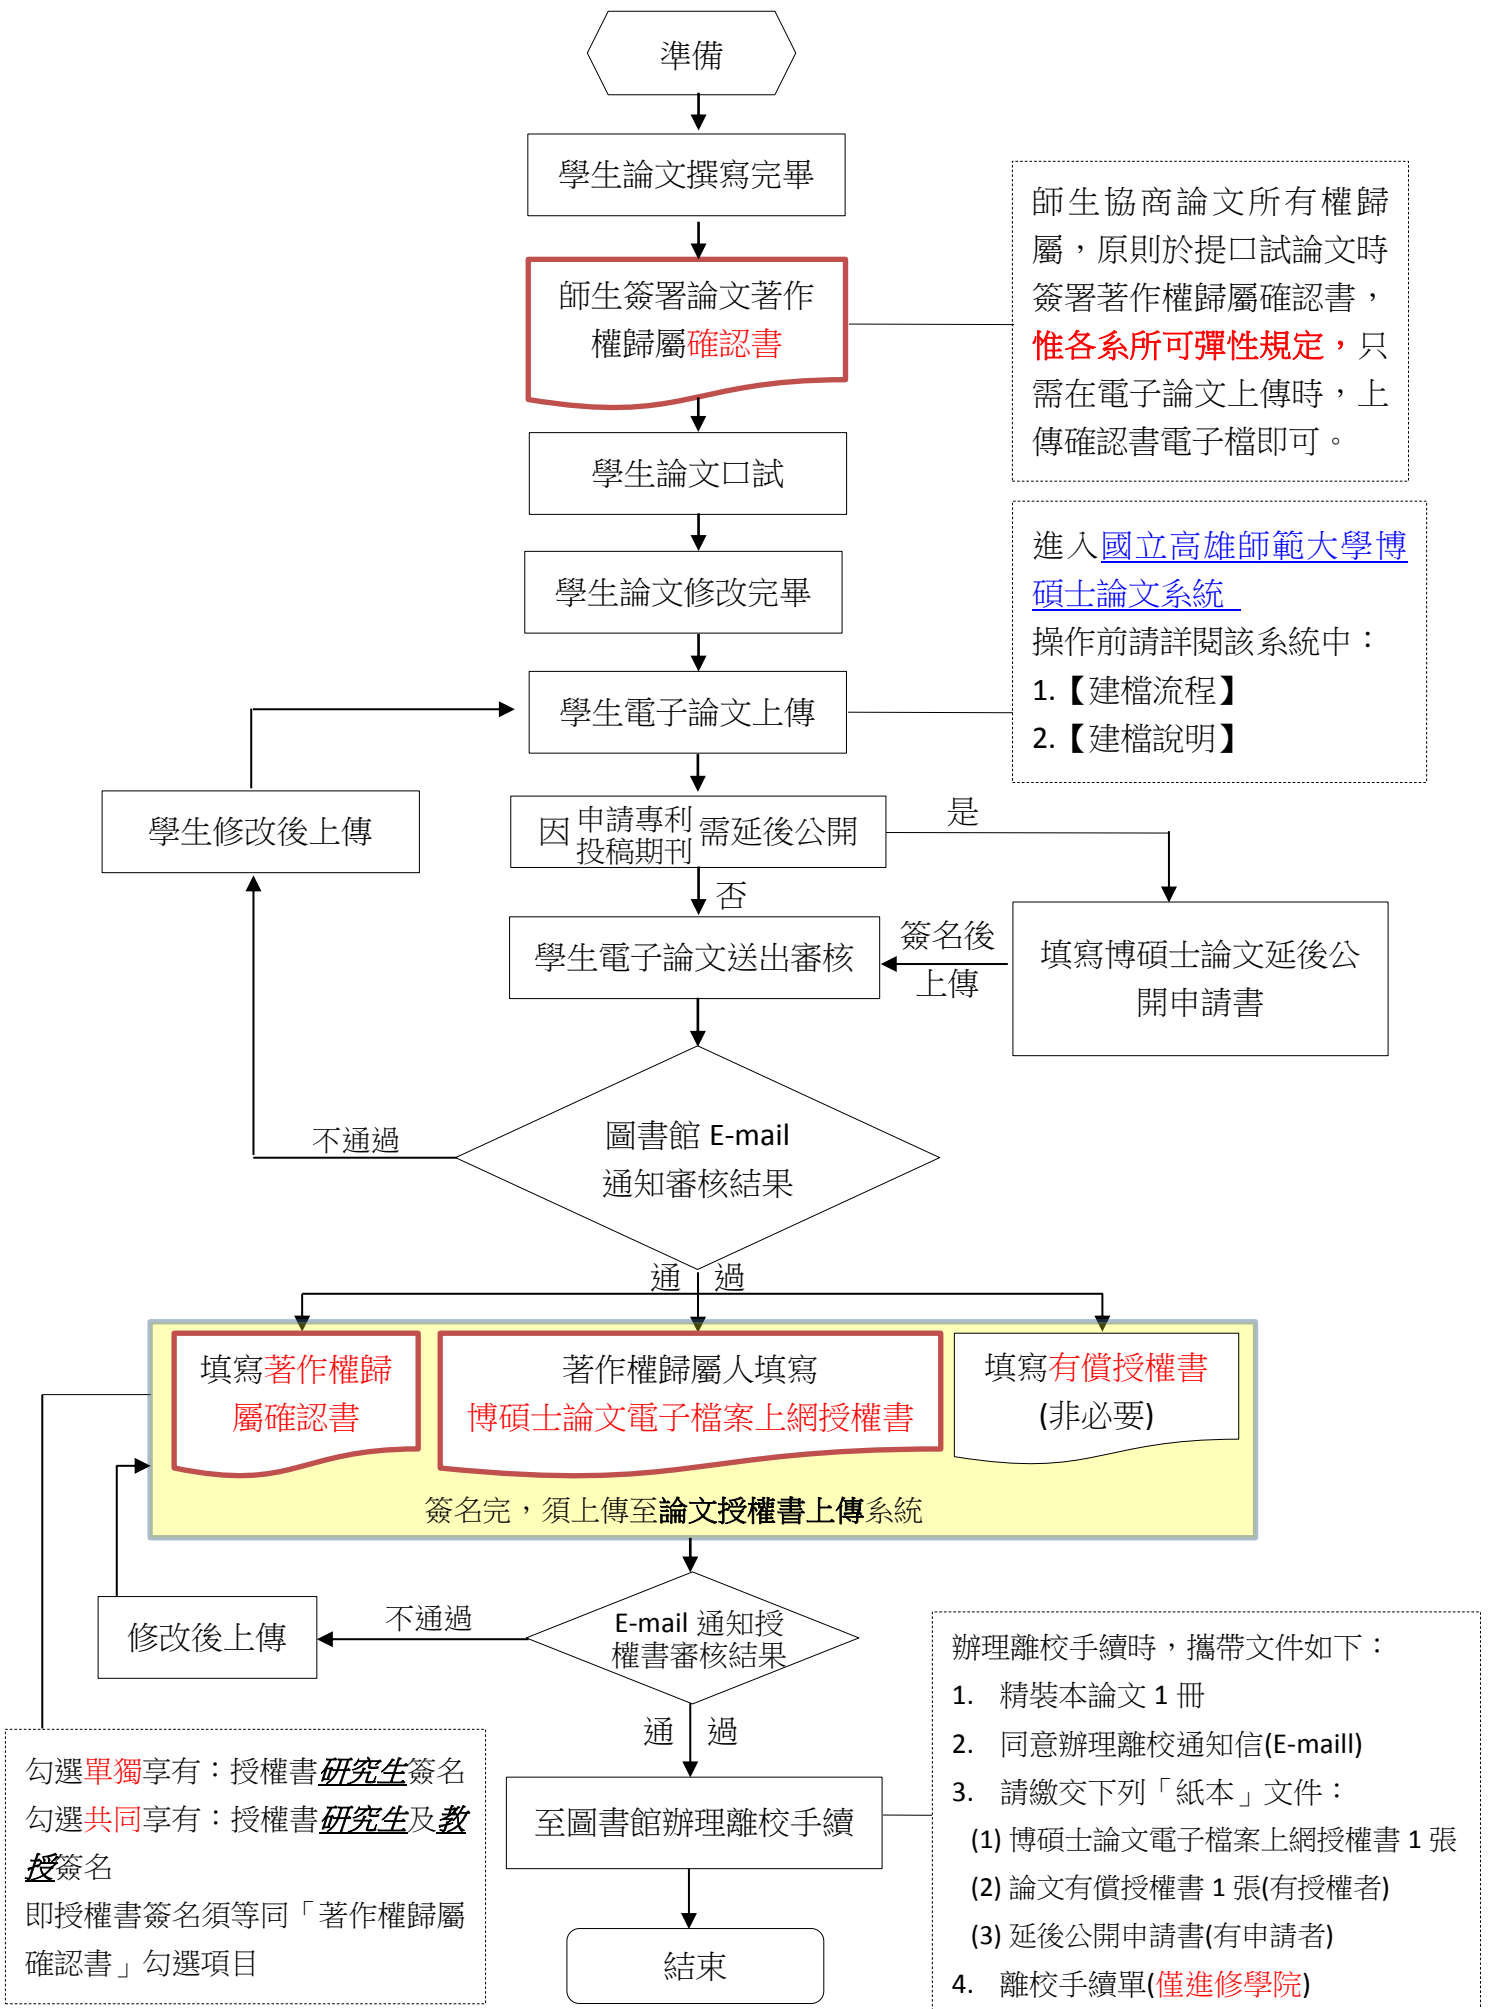 準備
學生論文撰寫完畢
師生簽署論文著作
權歸屬確認書
師生協商論文所有權歸
屬，原則於提口試論文時
簽署著作權歸屬確認書，
惟各系所可彈性規定，只
需在電子論文上傳時，上
傳確認書電子檔即可。
學生論文口試
學生論文修改完畢
學生電子論文上傳
進入國立高雄師範大學博
碩士論文系統
操作前請詳閱該系統中：
1.【建檔流程】
2.【建檔說明】
學生修改後上傳
因 申請專利 需延後公開
投稿期刊
是
否
學生電子論文送出審核
簽名後
上傳
填寫博碩士論文延後公
開申請書
圖書館 E-mail
通知審核結果
不通過
通 過
填寫著作權歸
屬確認書
著作權歸屬人填寫
博碩士論文電子檔案上網授權書
填寫有償授權書
(非必要)
簽名完，須上傳至論文授權書上傳系統
E-mail 通知授
權書審核結果
不通過
修改後上傳
通 過
至圖書館辦理離校手續
結束
勾選單獨享有：授權書研究生簽名
勾選共同享有：授權書研究生及教
授簽名
即授權書簽名須等同「著作權歸屬
確認書」勾選項目
辦理離校手續時，攜帶文件如下：
1. 精裝本論文 1 冊
2. 同意辦理離校通知信(E-maill)
3. 請繳交下列「紙本」文件：
(1) 博碩士論文電子檔案上網授權書 1 張
(2) 論文有償授權書 1 張(有授權者)
(3) 延後公開申請書(有申請者)
4. 離校手續單(僅進修學院)